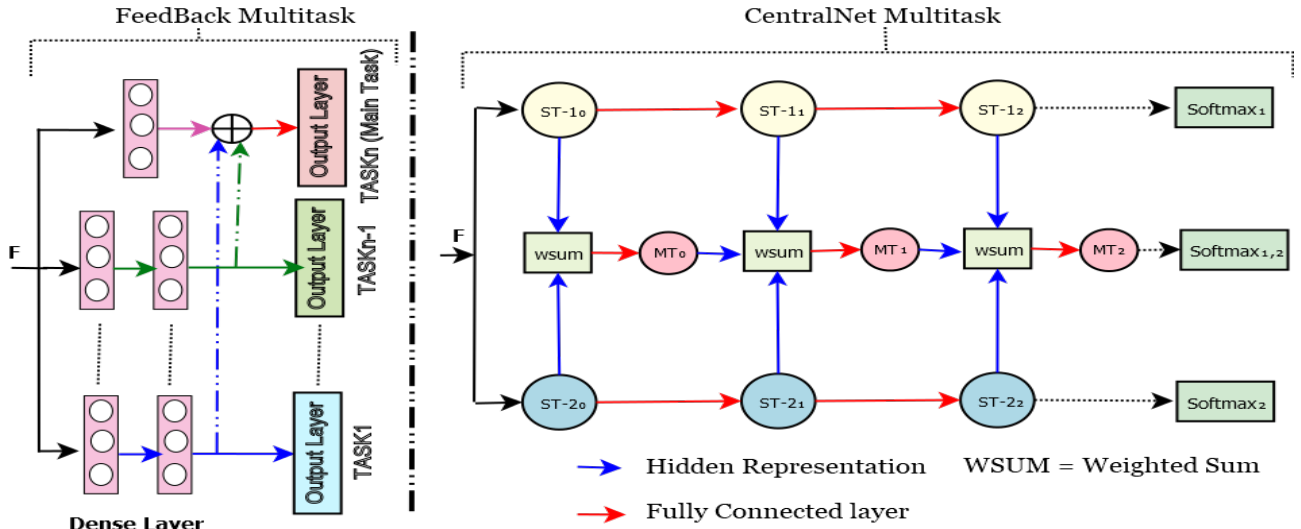 FeedBack Multitask
CentralNet Multitask
F
Output Layer
TASKn (Main Task)
Output Layer
TASKn-1
Output Layer
TASK1
Dense Layer
F
ST-1₀
ST-1₁
ST-1₂
Softmax₁
wsum
MT₀
wsum
MT₁
wsum
MT₂
Softmax₁,₂
ST-2₀
ST-2₁
ST-2₂
Softmax₂
Hidden Representation
WSUM = Weighted Sum
Fully Connected layer